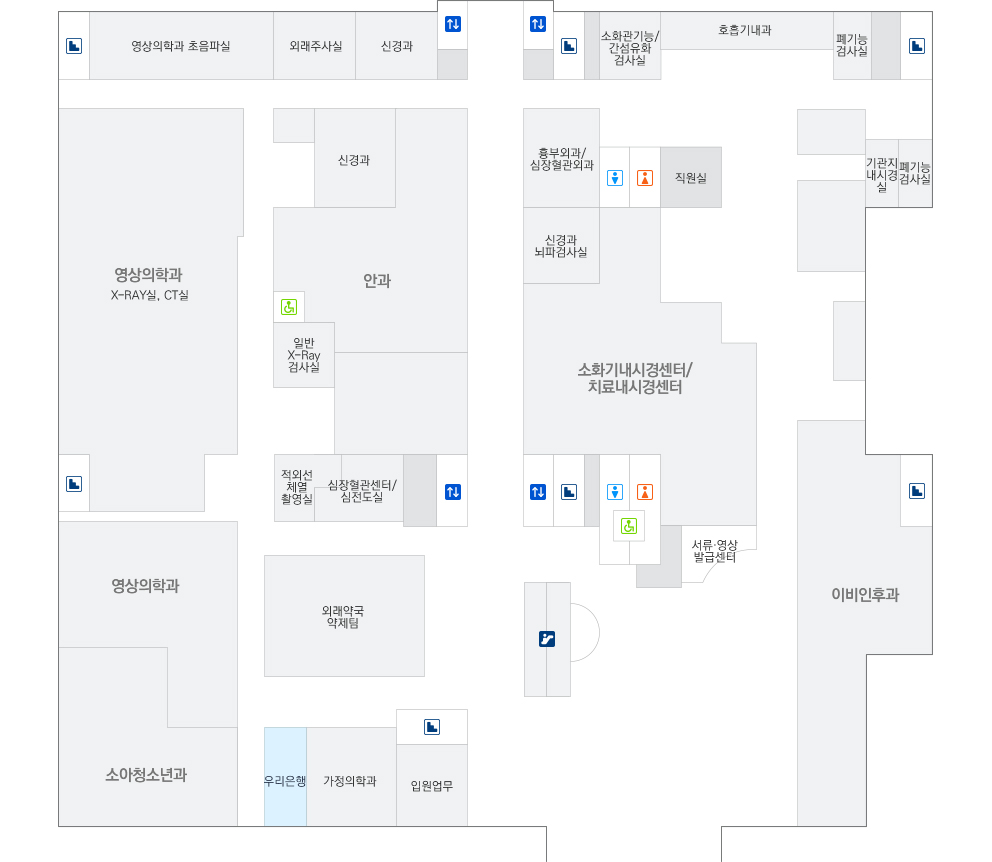 영상의학과 초음파실
외래주사실
신경과
소화관기능/
간섬유화
검사실
호흡기내과
폐기능
검사실
신경과
흉부외과/
심장혈관외과
직원실
기관지
내시경
실
폐기능
검사실
신경과
뇌파검사실
영상의학과
X-RAY실, CT실
안과
일반
X-Ray
검사실
소화기내시경센터/
치료내시경센터
적외선
체열
촬영실
심장혈관센터/
심전도실
서류·영상
발급센터
영상의학과
외래약국
약제팀
이비인후과
소아청소년과
우리은행
가정의학과
입원업무